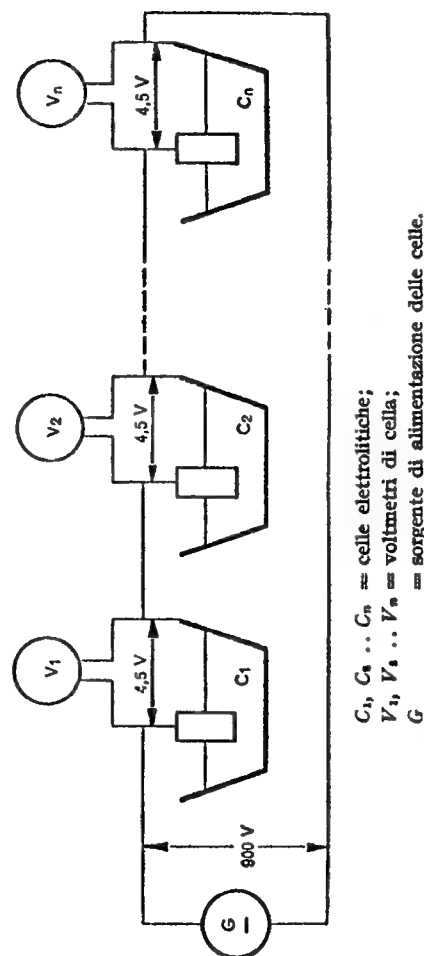 V1
V2
Vn
4,5 V
4,5 V
4,5 V
C1
C2
Cn
G
900 V
C1, C2 .. Cn = celle elettrolitiche;
V1, V2 .. Vn = voltmetri di cella;
G = sorgente di alimentazione delle celle.